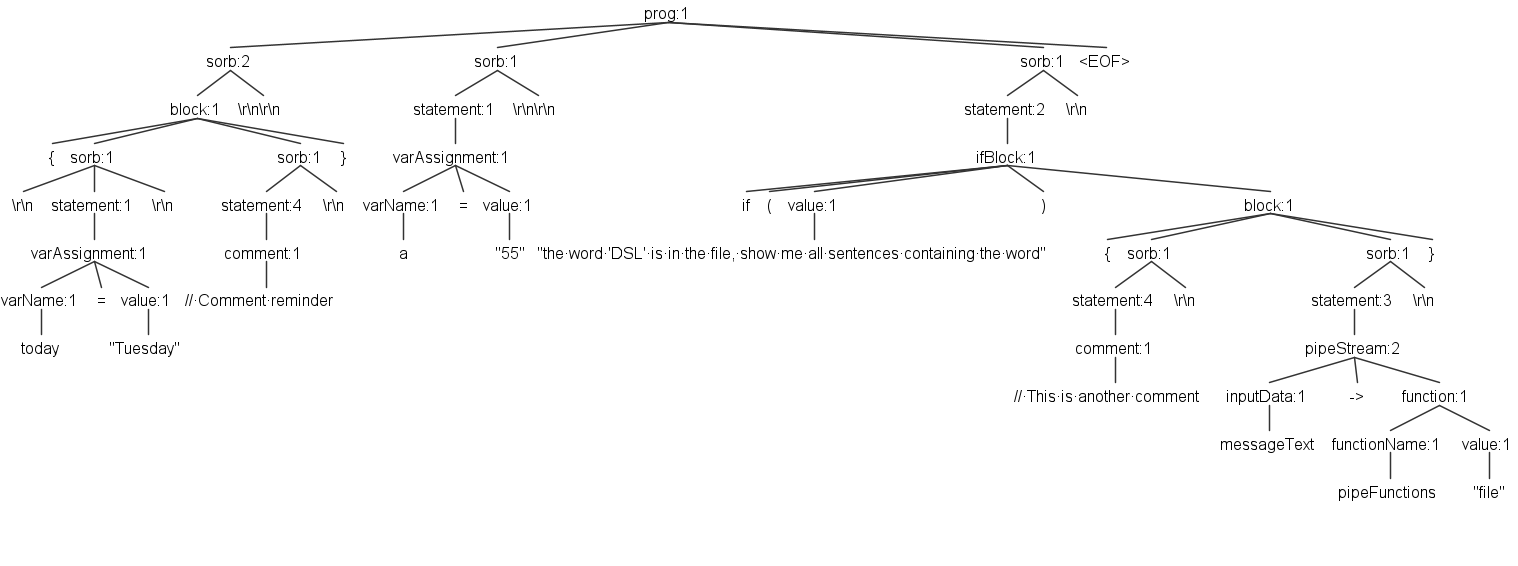 prog:1
sorb:2 sorb:1 sorb:1 <EOF>
block:1 \r\n\r\n statement:1 \r\n\r\n statement:2 \r\n
{ sorb:1 sorb:1 } varAssignment:1 ifBlock:1
\r\n statement:1 \r\n statement:4 \r\n varName:1 = value:1 if ( value:1 ) block:1
varAssignment:1 comment:1 a "55" "the·word·'DSL'·is·in·the·file,·show·me·all·sentences·containing·the·word" { sorb:1 sorb:1 }
varName:1 = value:1 //·Comment·reminder statement:4 \r\n statement:3 \r\n
today "Tuesday" comment:1 pipeStream:2
//·This·is·another·comment inputData:1 -> function:1
messageText functionName:1 value:1
pipeFunctions "file"